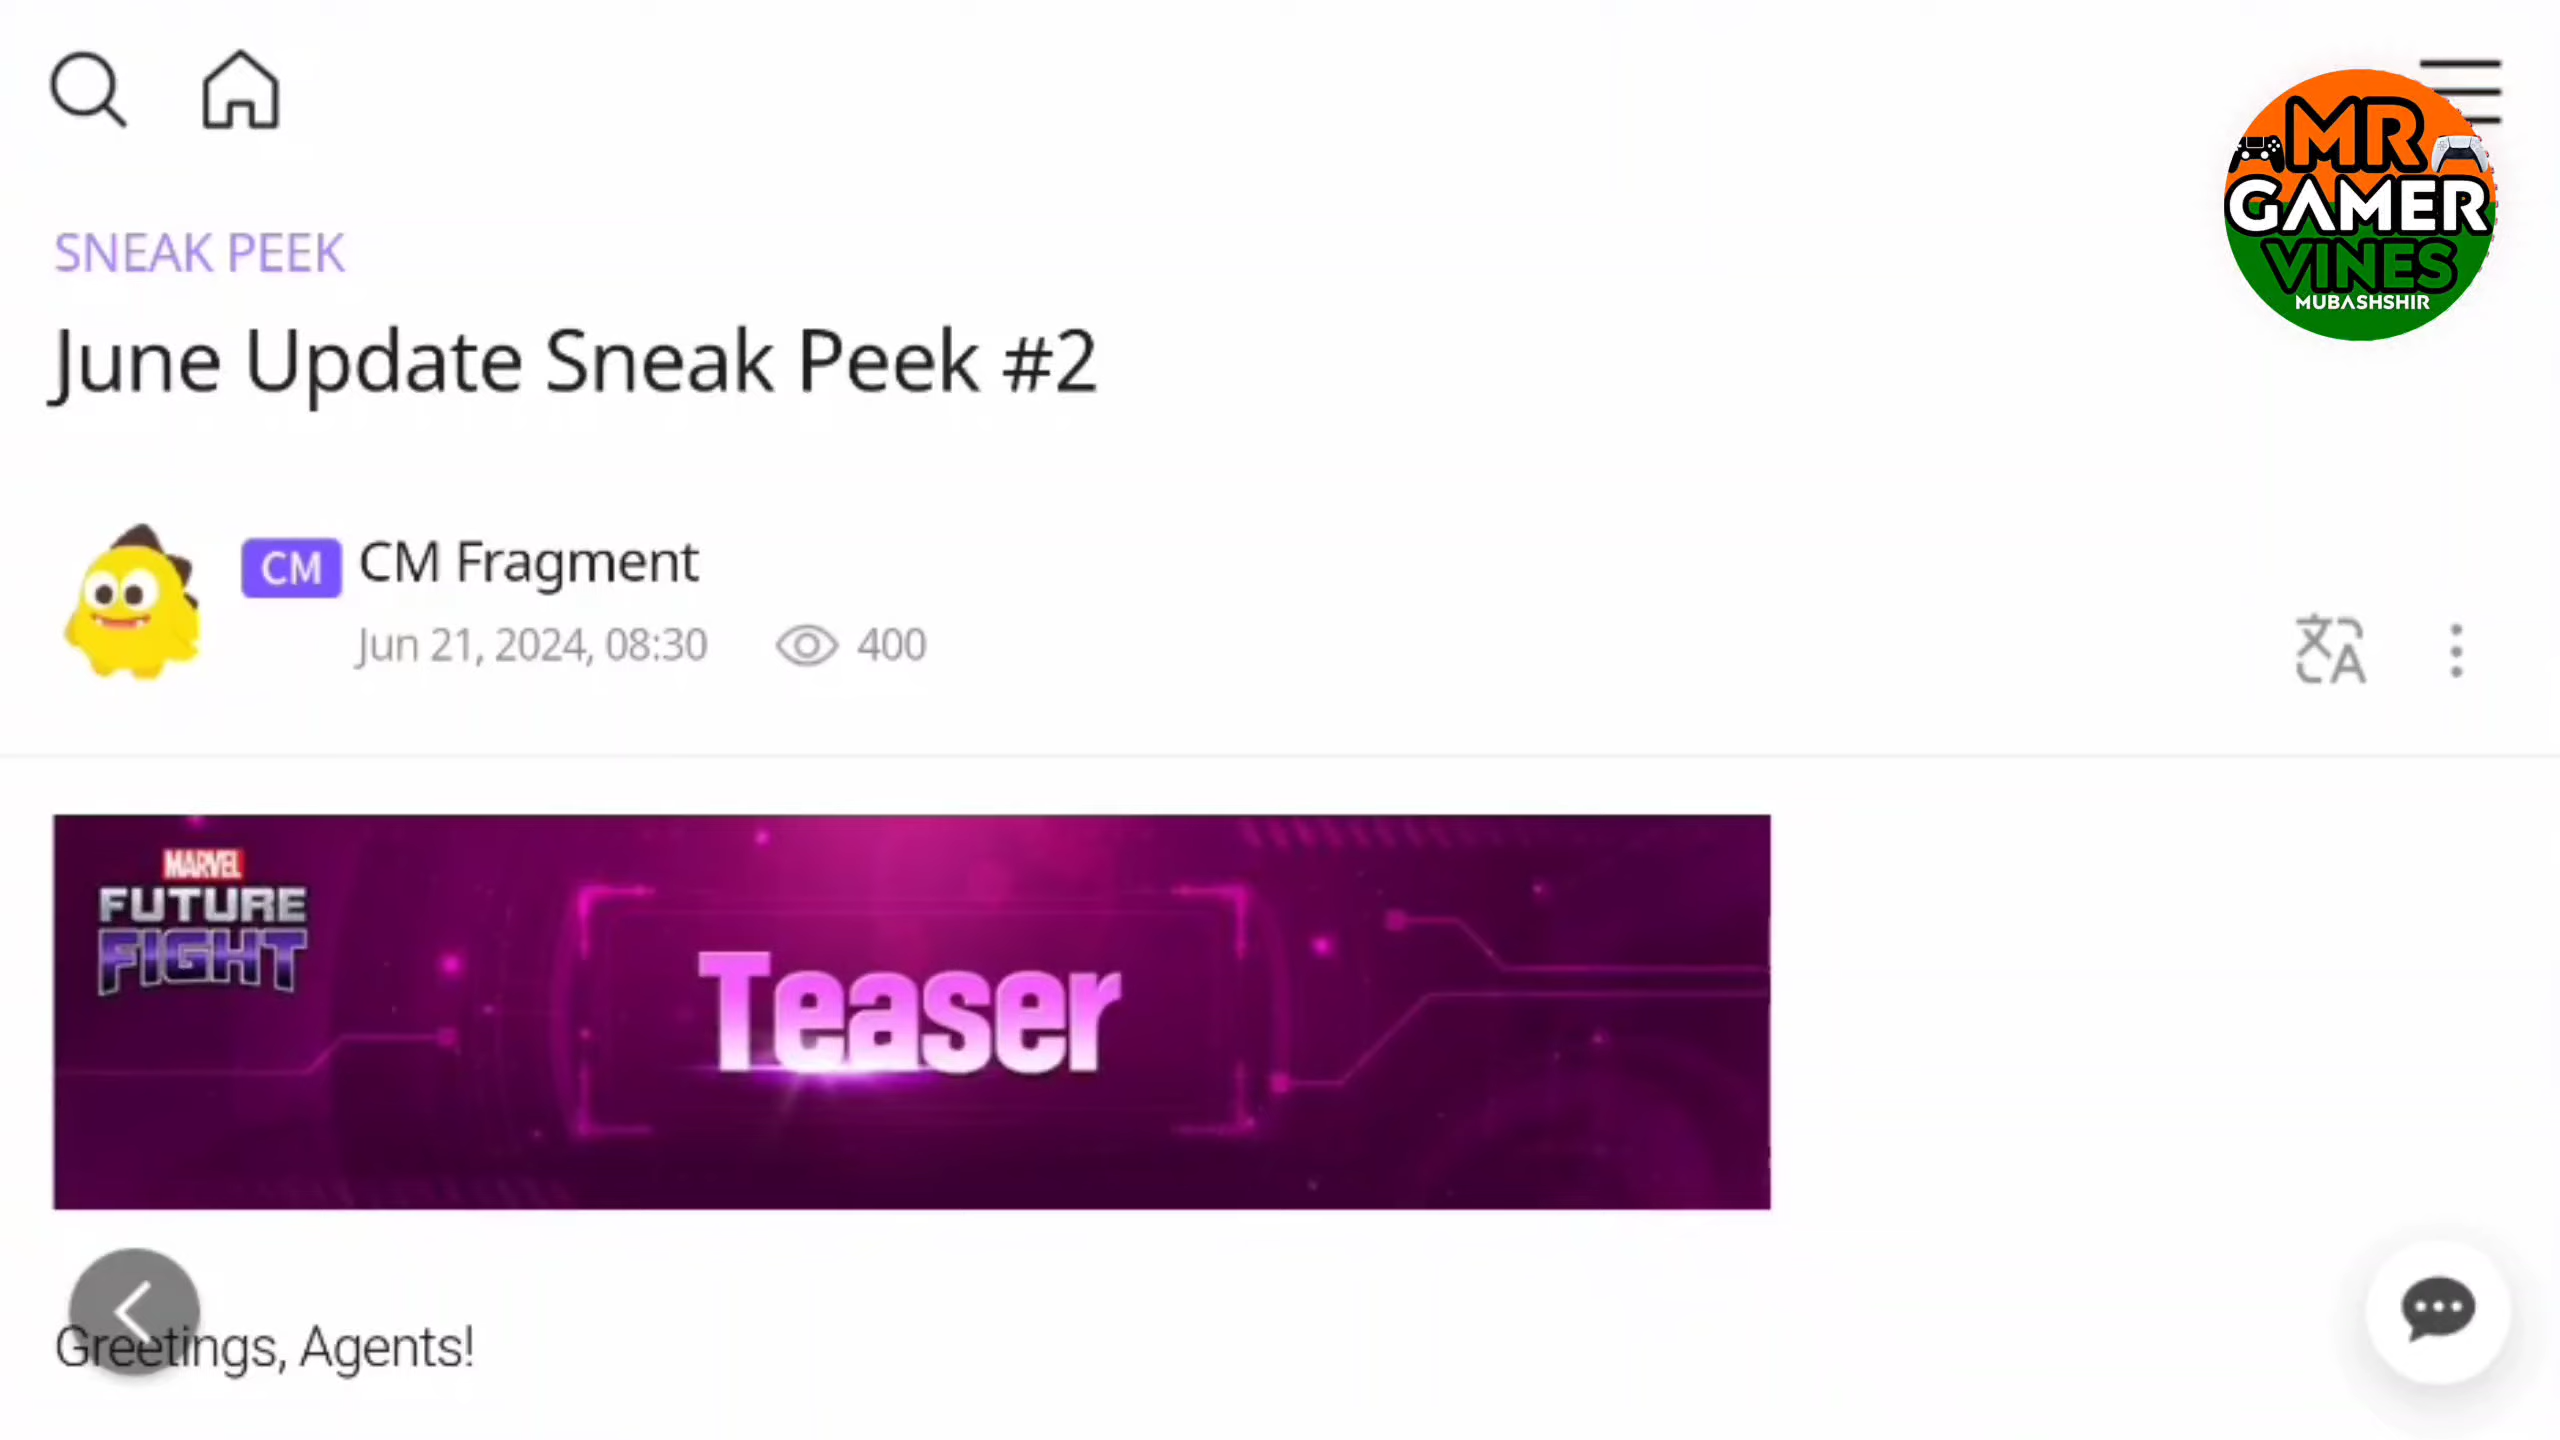 MR
GAMER
VINES
MUBASHSHIR
SNEAK PEEK
June Update Sneak Peek #2
CM CM Fragment
Jun 21, 2024, 08:30 400
MARVEL
FUTURE
FIGHT
Teaser
Greetings, Agents!